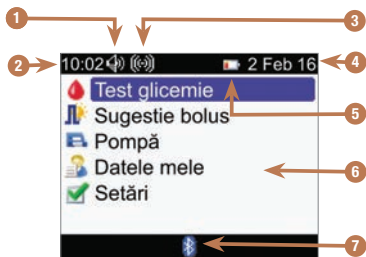 1
3
2
10:02
2 Feb 16
4
Test glicemie
5
Sugestie bolus
Pompă
Datele mele
6
Setări
7